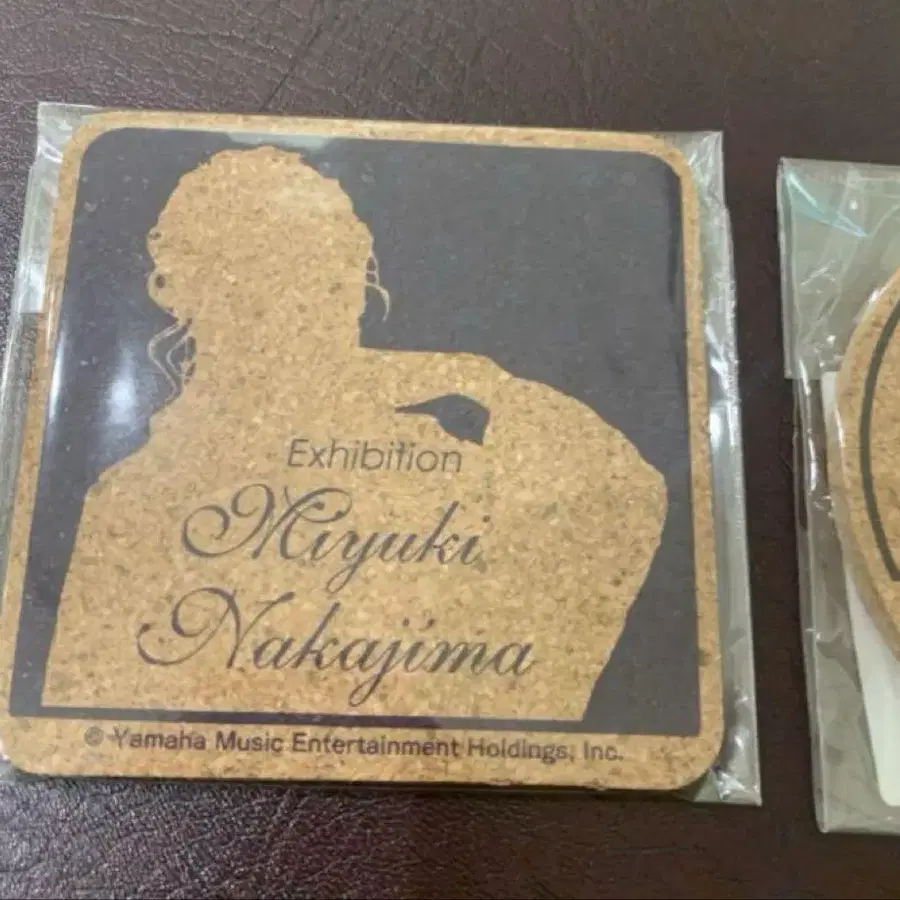 Exhibition
Miyuki
Nakajima
© Yamaha Music Entertainment Holdings, Inc.